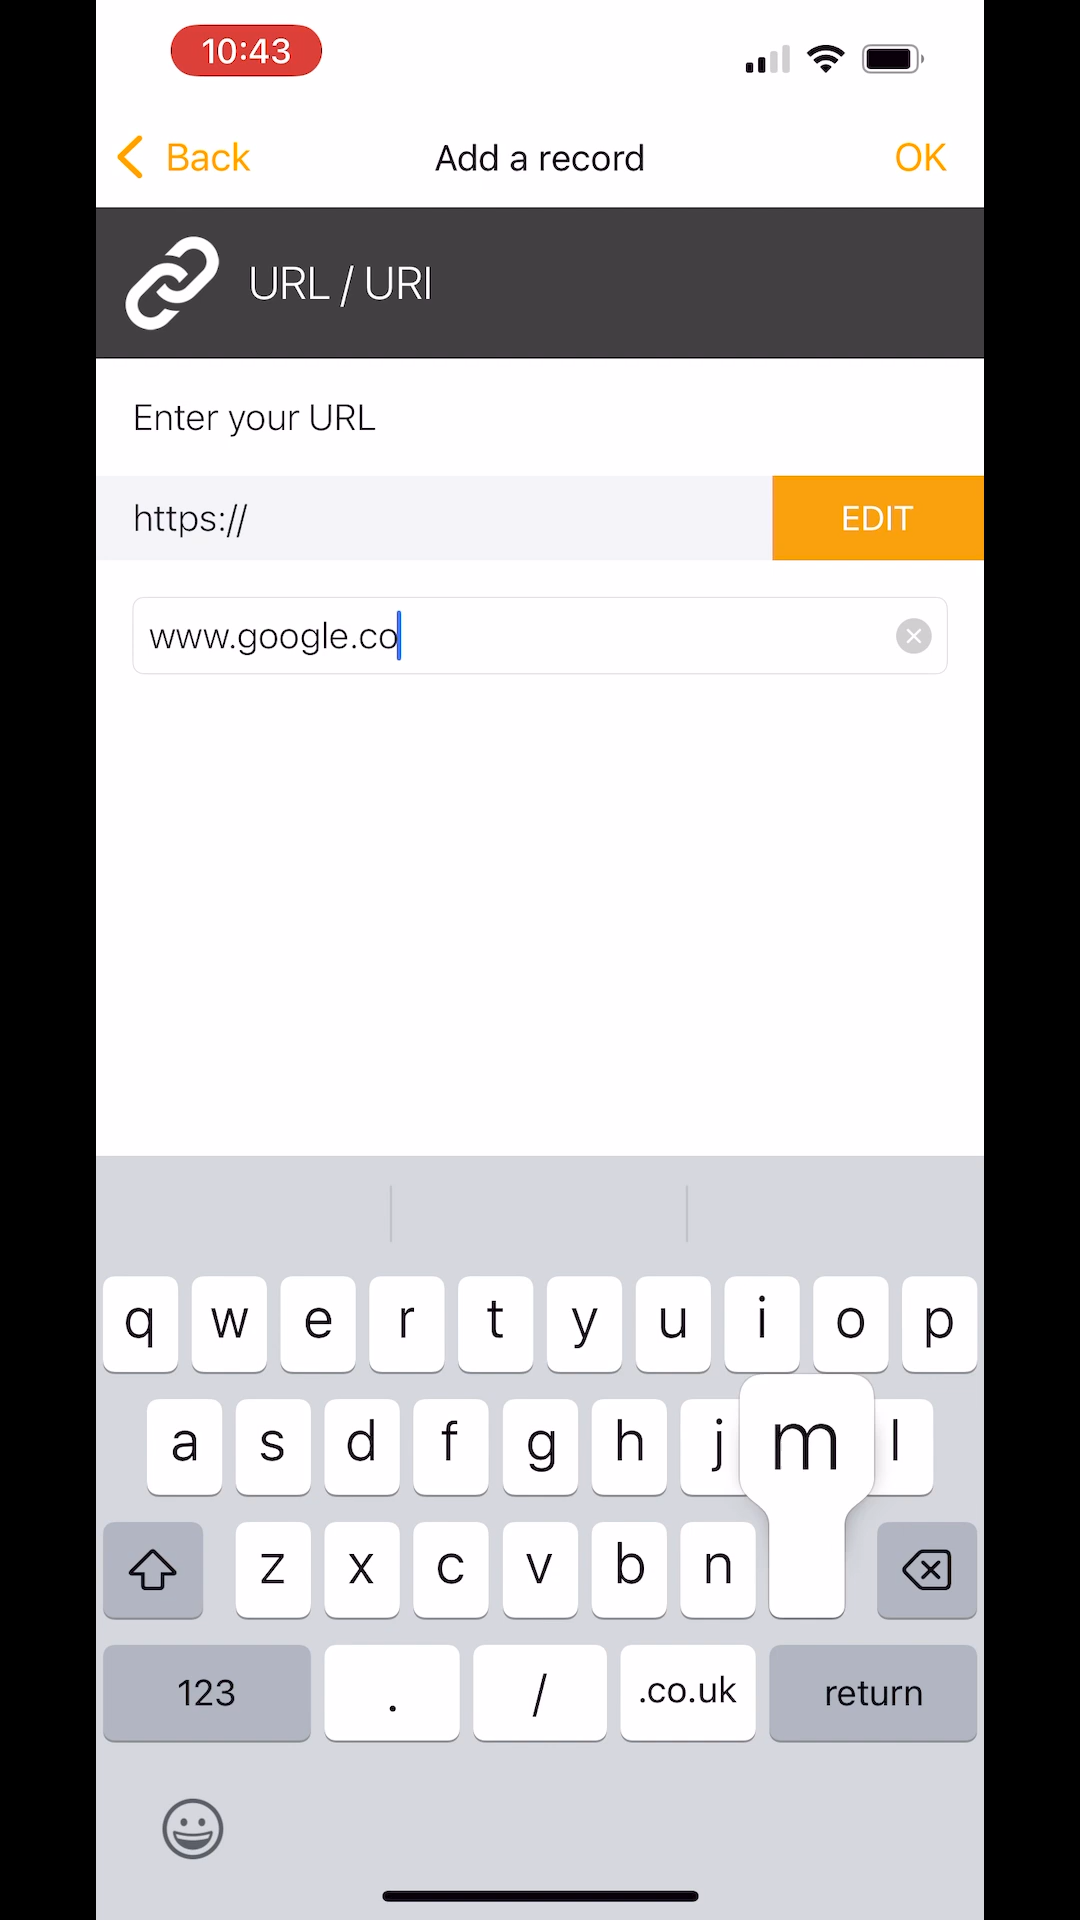 10:43
Back
Add a record
OK
URL / URI
Enter your URL
https://
EDIT
www.google.co
q w e r t y u i o p
a s d f g h j m l
z x c v b n
123 . / .co.uk return